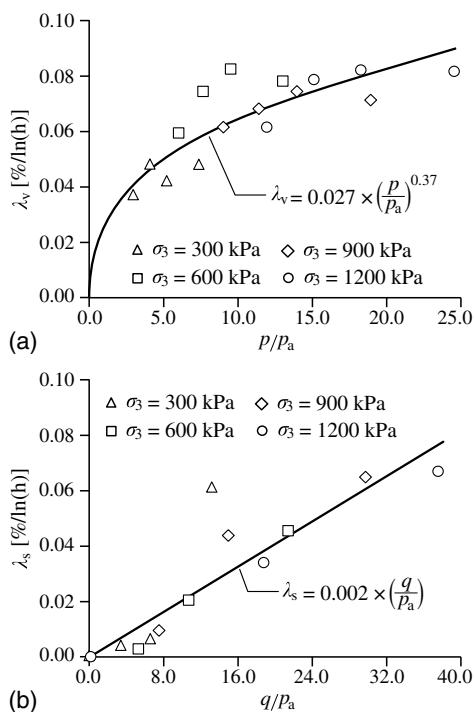 0.10
0.08
0.06
0.04
0.02
0.00
λv [%/ln(h)]
λv = 0.027 × (p/pa)^0.37
△ σ3 = 300 kPa ◇ σ3 = 900 kPa
□ σ3 = 600 kPa ○ σ3 = 1200 kPa
0.0 5.0 10.0 15.0 20.0 25.0
(a) p/pa
0.10
0.08
0.06
0.04
0.02
0.00
λs [%/ln(h)]
△ σ3 = 300 kPa ◇ σ3 = 900 kPa
□ σ3 = 600 kPa ○ σ3 = 1200 kPa
λs = 0.002 × (q/pa)
0.0 8.0 16.0 24.0 32.0 40.0
(b) q/pa